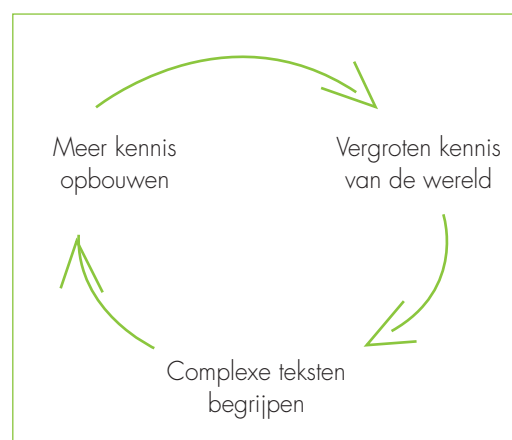 Meer kennis
opbouwen
Vergroten kennis
van de wereld
Complexe teksten
begrijpen